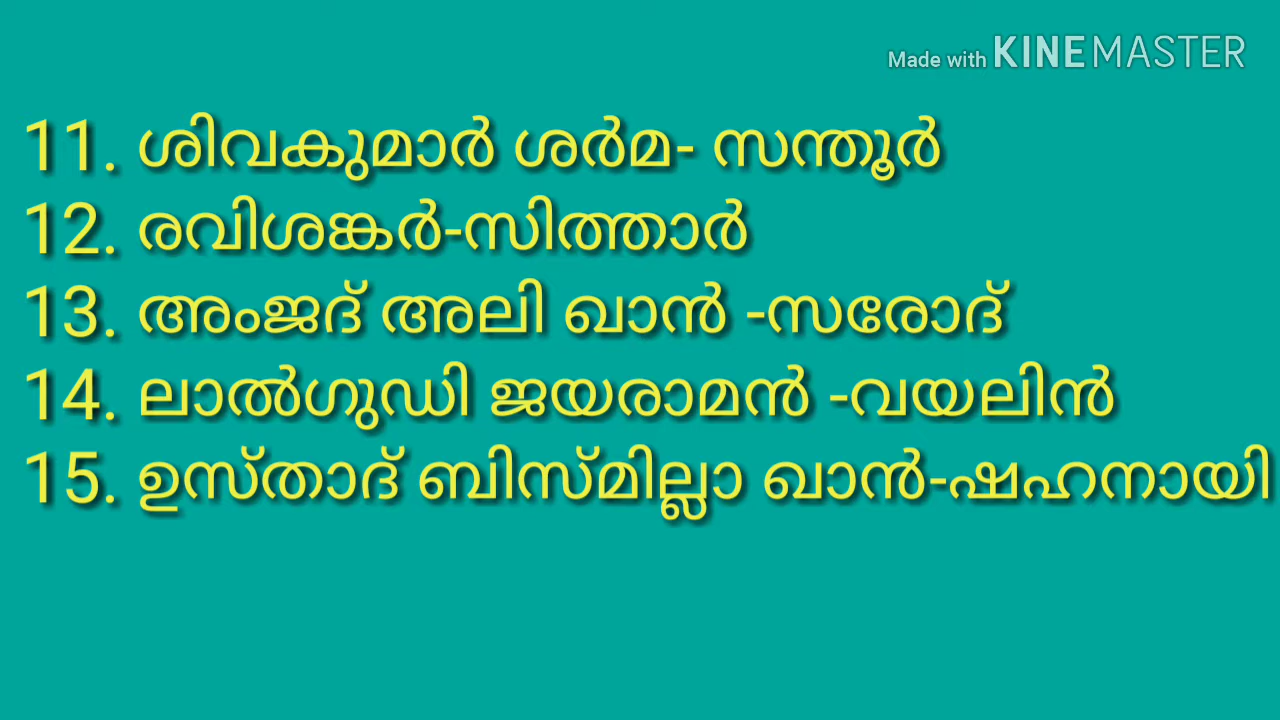 Made with KINEMASTER
11. ശിവകുമാർ ശർമ- സന്തൂർ
12. രവിശങ്കർ-സിത്താർ
13. അംജദ് അലി ഖാൻ -സരോദ്
14. ലാൽഗുഡി ജയരാമൻ -വയലിൻ
15. ഉസ്താദ് ബിസ്മില്ലാ ഖാൻ-ഷഹനായി